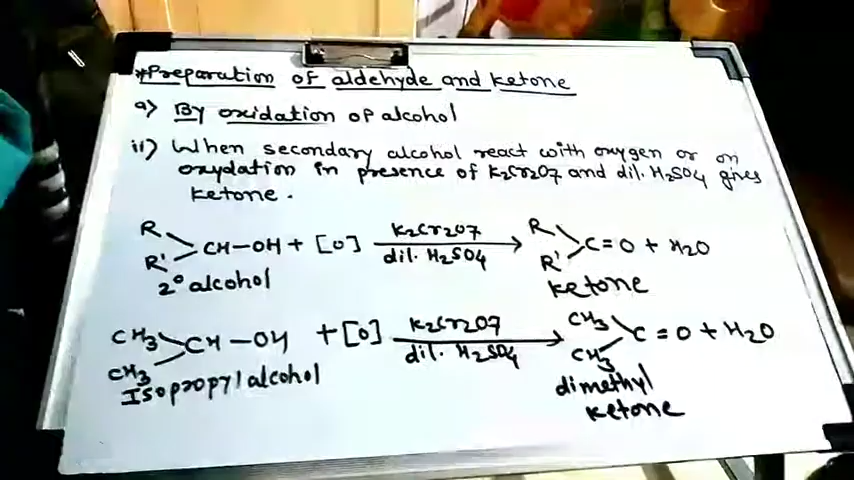 *Preparation of aldehyde and ketone
a) By oxidation of alcohol
ii) When secondary alcohol react with oxygen or on
oxydation in presence of K2Cr2O7 and dil. H2SO4 gives
ketone.
R
R'
CH-OH + [O] K2Cr2O7
dil. H2SO4
R
R'
C=O + H2O
2° alcohol
ketone
CH3
CH3
CH-OH + [O] K2Cr2O7
dil. H2SO4
CH3
CH3
C=O + H2O
Isopropyl alcohol
dimethyl
ketone